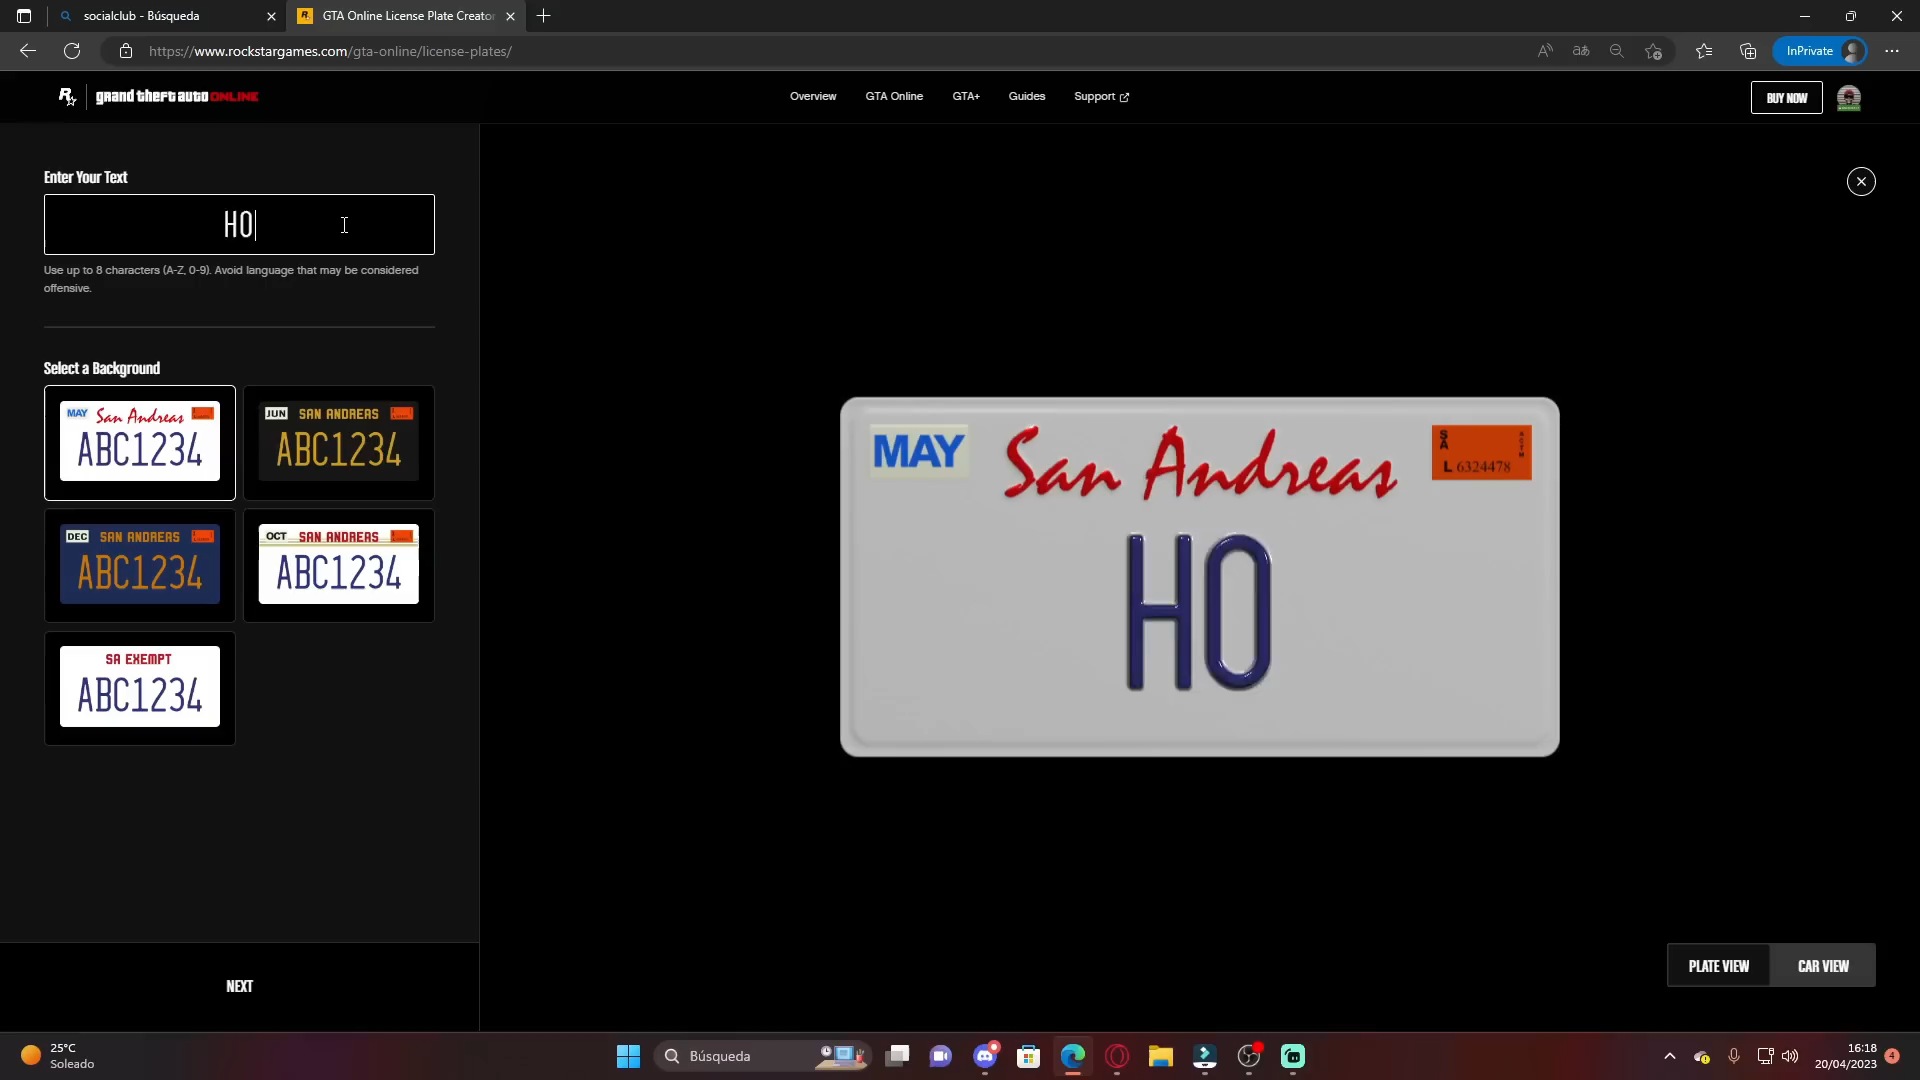 socialclub - Búsqueda
GTA Online License Plate Creator
https://www.rockstargames.com/gta-online/license-plates/
InPrivate
grand theft auto ONLINE
Overview
GTA Online
GTA+
Guides
Support
BUY NOW
Enter Your Text
HO
Use up to 8 characters (A-Z, 0-9). Avoid language that may be considered
offensive.
Select a Background
MAY San Andreas
ABC1234
JUN SAN ANDREAS
ABC1234
DEC SAN ANDREAS
ABC1234
OCT SAN ANDREAS
ABC1234
SA EXEMPT
ABC1234
MAY San Andreas
SA
L 6324478
HO
NEXT
PLATE VIEW
CAR VIEW
25°C
Soleado
Búsqueda
16:18
20/04/2023
4